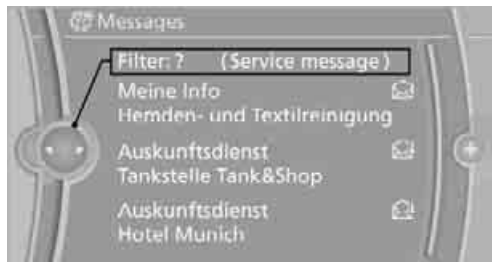 Messages
Filter: ? (Service message)
Meine Info
Hemden- und Textilreinigung
Auskunftsdienst
Tankstelle Tank&Shop
Auskunftsdienst
Hotel Munich